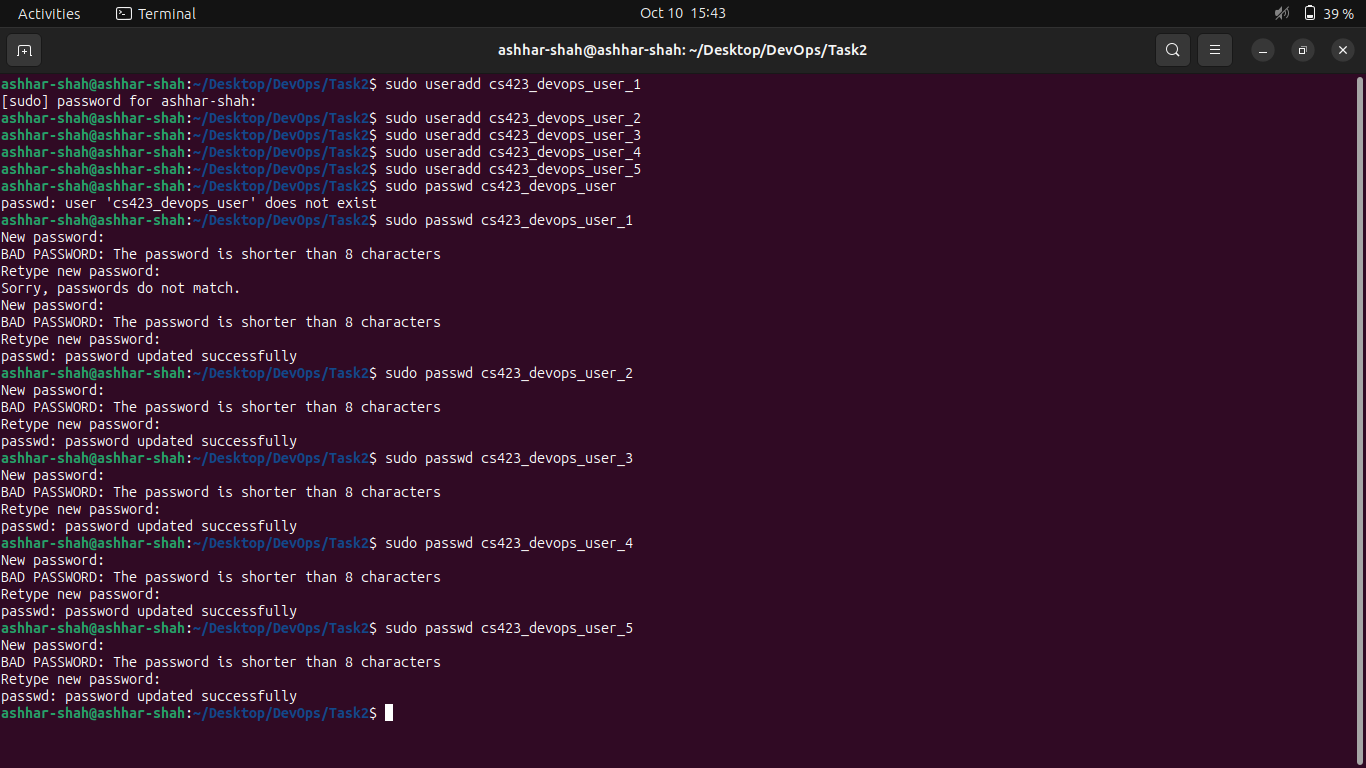 Activities Terminal Oct 10 15:43 39 %
ashhar-shah@ashhar-shah: ~/Desktop/DevOps/Task2
ashhar-shah@ashhar-shah:~/Desktop/DevOps/Task2$ sudo useradd cs423_devops_user_1
[sudo] password for ashhar-shah:
ashhar-shah@ashhar-shah:~/Desktop/DevOps/Task2$ sudo useradd cs423_devops_user_2
ashhar-shah@ashhar-shah:~/Desktop/DevOps/Task2$ sudo useradd cs423_devops_user_3
ashhar-shah@ashhar-shah:~/Desktop/DevOps/Task2$ sudo useradd cs423_devops_user_4
ashhar-shah@ashhar-shah:~/Desktop/DevOps/Task2$ sudo useradd cs423_devops_user_5
ashhar-shah@ashhar-shah:~/Desktop/DevOps/Task2$ sudo passwd cs423_devops_user
passwd: user 'cs423_devops_user' does not exist
ashhar-shah@ashhar-shah:~/Desktop/DevOps/Task2$ sudo passwd cs423_devops_user_1
New password:
BAD PASSWORD: The password is shorter than 8 characters
Retype new password:
Sorry, passwords do not match.
New password:
BAD PASSWORD: The password is shorter than 8 characters
Retype new password:
passwd: password updated successfully
ashhar-shah@ashhar-shah:~/Desktop/DevOps/Task2$ sudo passwd cs423_devops_user_2
New password:
BAD PASSWORD: The password is shorter than 8 characters
Retype new password:
passwd: password updated successfully
ashhar-shah@ashhar-shah:~/Desktop/DevOps/Task2$ sudo passwd cs423_devops_user_3
New password:
BAD PASSWORD: The password is shorter than 8 characters
Retype new password:
passwd: password updated successfully
ashhar-shah@ashhar-shah:~/Desktop/DevOps/Task2$ sudo passwd cs423_devops_user_4
New password:
BAD PASSWORD: The password is shorter than 8 characters
Retype new password:
passwd: password updated successfully
ashhar-shah@ashhar-shah:~/Desktop/DevOps/Task2$ sudo passwd cs423_devops_user_5
New password:
BAD PASSWORD: The password is shorter than 8 characters
Retype new password:
passwd: password updated successfully
ashhar-shah@ashhar-shah:~/Desktop/DevOps/Task2$